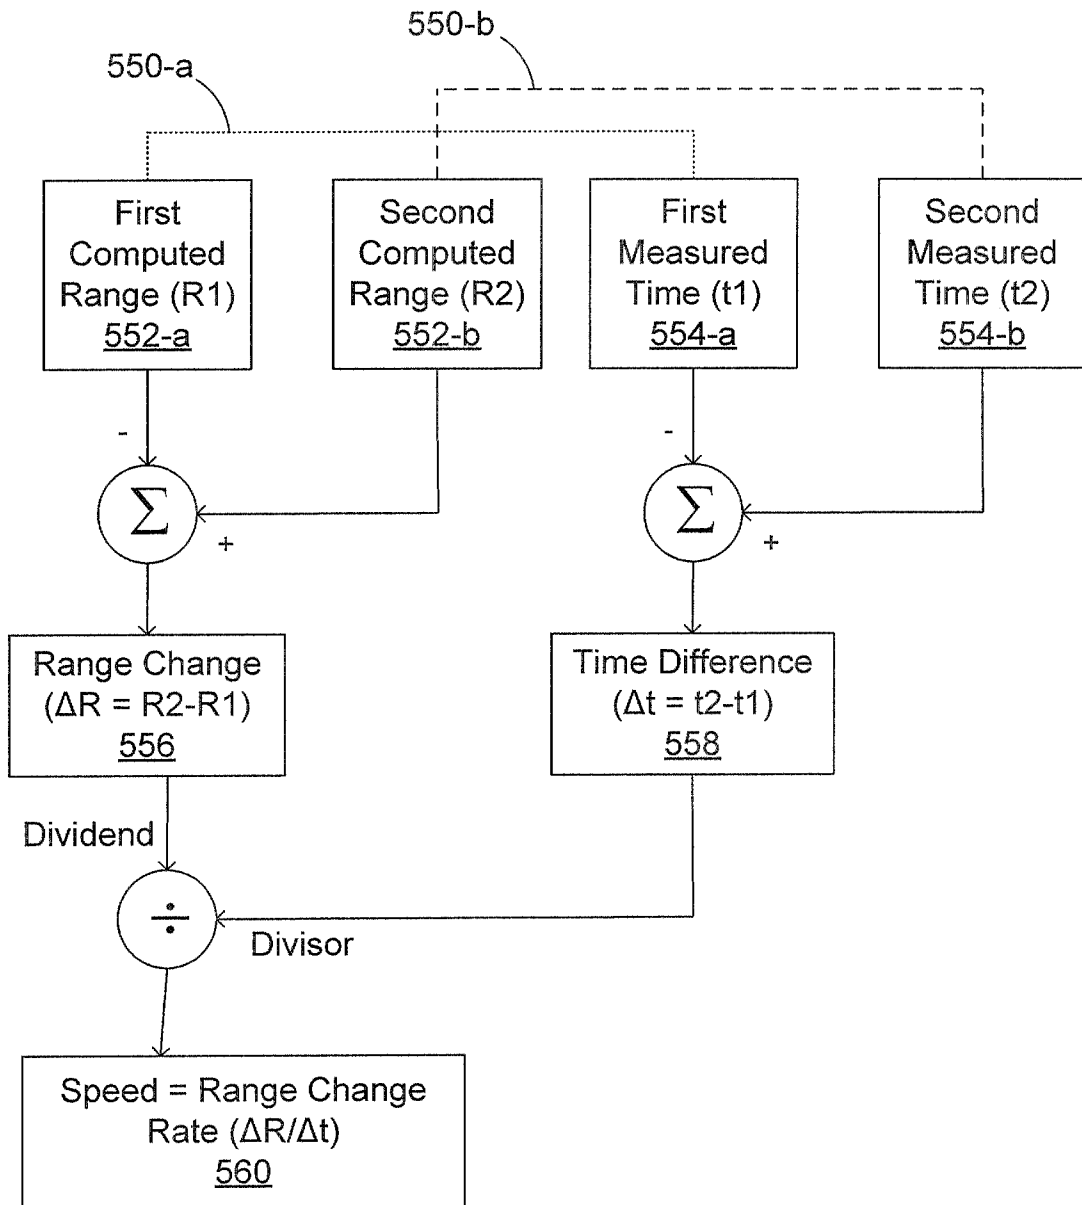 550-b
550-a
First
Computed
Range (R1)
552-a
Second
Computed
Range (R2)
552-b
First
Measured
Time (t1)
554-a
Second
Measured
Time (t2)
554-b
-
Σ
+
-
Σ
+
Range Change
(ΔR = R2-R1)
556
Time Difference
(Δt = t2-t1)
558
Dividend
÷
Divisor
Speed = Range Change
Rate (ΔR/Δt)
560